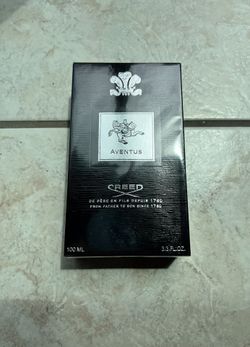 AVENTUS
CREED
DE PÈRE EN FILS DEPUIS 1760
FROM FATHER TO SON SINCE 1760
100 ML
3.3 FL.OZ.